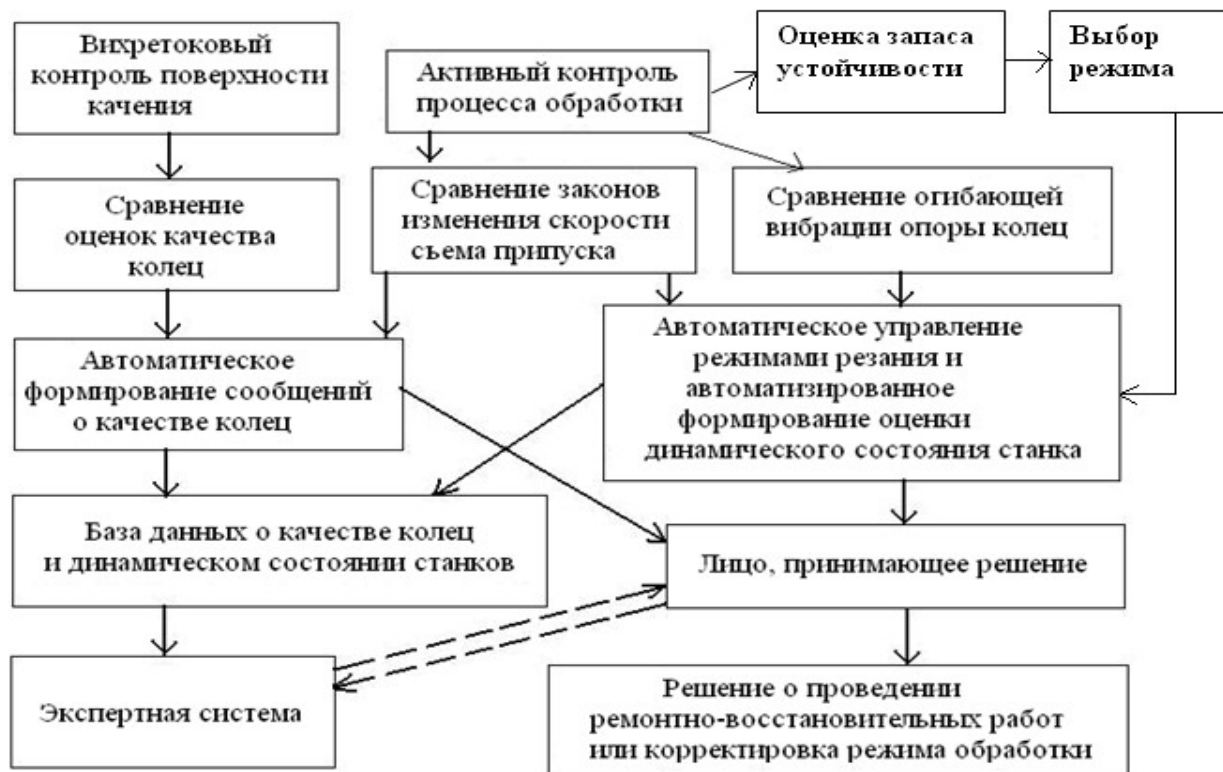 Вихретоковый
контроль поверхности
качения
Активный контроль
процесса обработки
Оценка запаса
устойчивости
Выбор
режима
Сравнение
оценок качества
колец
Сравнение законов
изменения скорости
съема припуска
Сравнение огибающей
вибрации опоры колец
Автоматическое
формирование сообщений
о качестве колец
Автоматическое управление
режимами резания и
автоматизированное
формирование оценки
динамического состояния станка
База данных о качестве колец
и динамическом состоянии станков
Лицо, принимающее решение
Экспертная система
Решение о проведении
ремонтно-восстановительных работ
или корректировка режима обработки